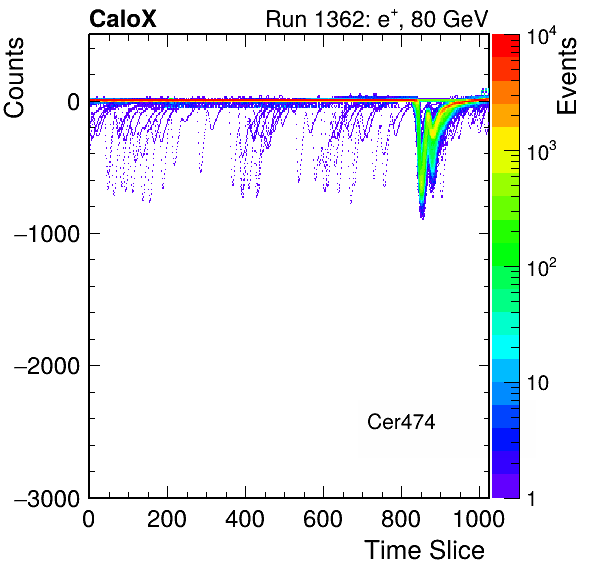 CaloX Run 1362: e⁺, 80 GeV
Counts
Events
0
−1000
−2000
−3000
0 200 400 600 800 1000
Time Slice
Cer474
10⁴
10³
10²
10
1